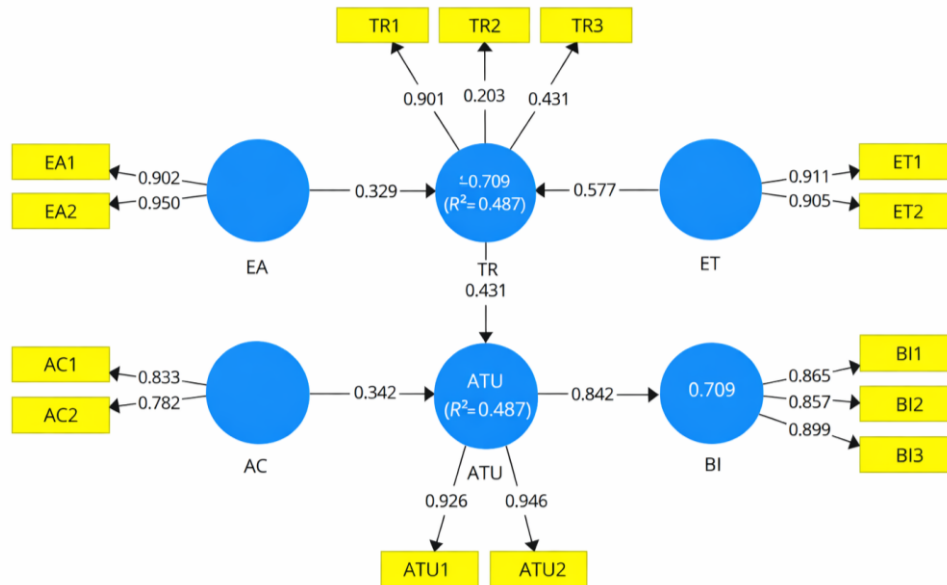 TR1 TR2 TR3
0.901 0.203 0.431
EA1
0.902
EA2
0.950
EA
0.329
-0.709
(R²= 0.487)
TR
0.577
ET
ET1
0.911
ET2
0.905
0.431
AC1
0.833
AC2
0.782
AC
0.342
ATU
(R²= 0.487)
ATU
0.842
0.709
BI
BI1
0.865
BI2
0.857
BI3
0.899
0.926 0.946
ATU1 ATU2